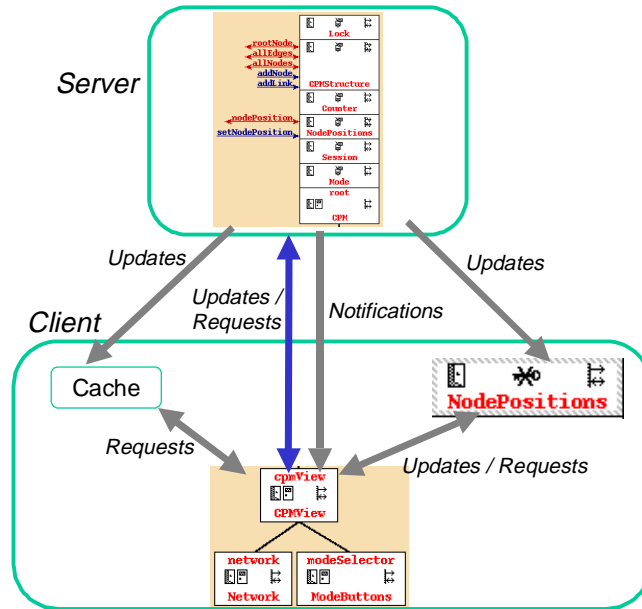 Server
Lock
rootNode
allEdges
allNodes
addNode
addLink
CPMStructure
Counter
nodePosition
setNodePosition
NodePositions
Session
Mode
root
CPM
Updates
Updates /
Requests
Notifications
Updates
Client
Cache
NodePositions
Requests
Updates / Requests
cpmView
CPMView
network
Network
modeSelector
ModeButtons